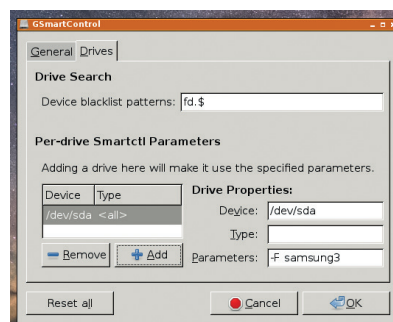 GSmartControl
General Drives
Drive Search
Device blacklist patterns: fd.$
Per-drive Smartctl Parameters
Adding a drive here will make it use the specified parameters.
Device Type
/dev/sda <all>
Remove Add
Drive Properties:
Device: /dev/sda
Type:
Parameters: -F samsung3
Reset all Cancel OK